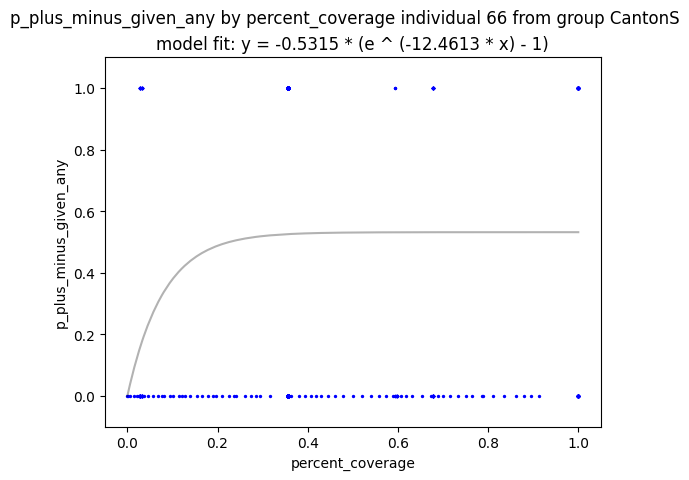 p_plus_minus_given_any by percent_coverage individual 66 from group CantonS
model fit: y = -0.5315 * (e ^ (-12.4613 * x) - 1)
1.0
0.8
0.6
0.4
0.2
0.0
p_plus_minus_given_any
0.0 0.2 0.4 0.6 0.8 1.0
percent_coverage